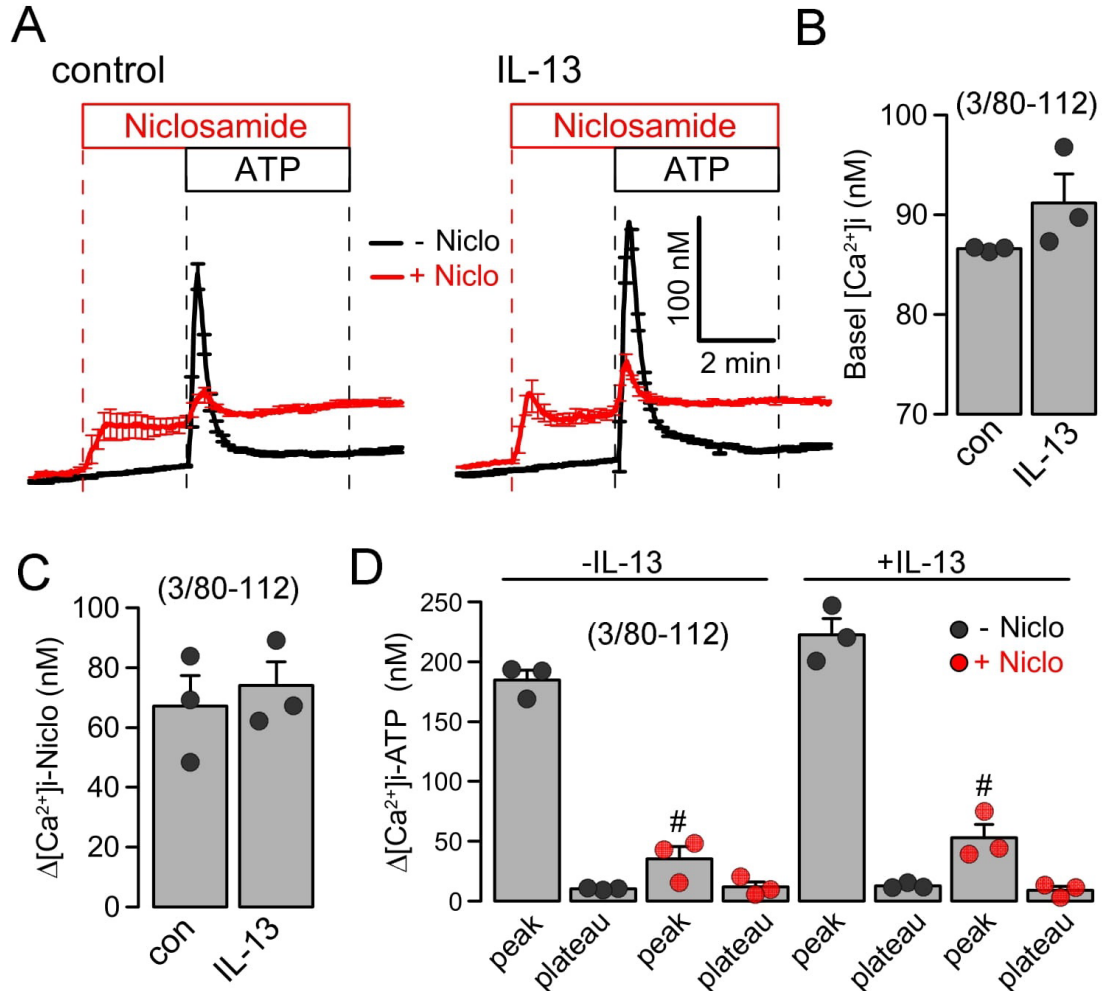 A
control
IL-13
Niclosamide
ATP
- Niclo
+ Niclo
Niclosamide
ATP
100 nM
2 min
B
(3/80-112)
Basel [Ca²⁺]i (nM)
100
90
80
70
con
IL-13
C
(3/80-112)
Δ[Ca²⁺]i-Niclo (nM)
100
80
60
40
20
0
con
IL-13
D
-IL-13
+IL-13
(3/80-112)
- Niclo
+ Niclo
Δ[Ca²⁺]i-ATP (nM)
250
200
150
100
50
0
#
#
peak
plateau
peak
plateau
peak
plateau
peak
plateau